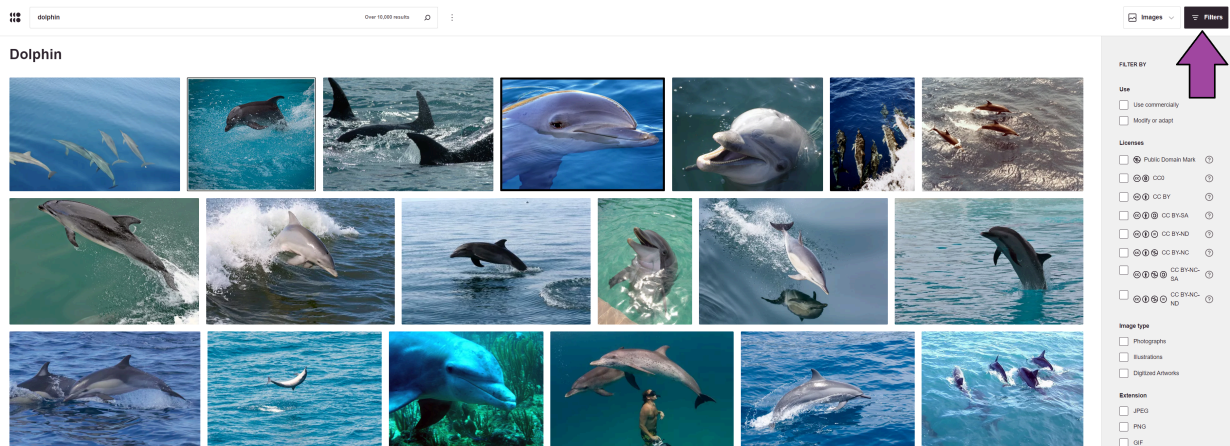 dolphin
Over 10,000 results
Images
Filters
Dolphin
FILTER BY
Use
Use commercially
Modify or adapt
Licenses
Public Domain Mark
CC0
CC BY
CC BY-SA
CC BY-ND
CC BY-NC
CC BY-NC-
SA
CC BY-NC-
ND
Image type
Photographs
Illustrations
Digitized Artworks
Extension
JPEG
PNG
GIF